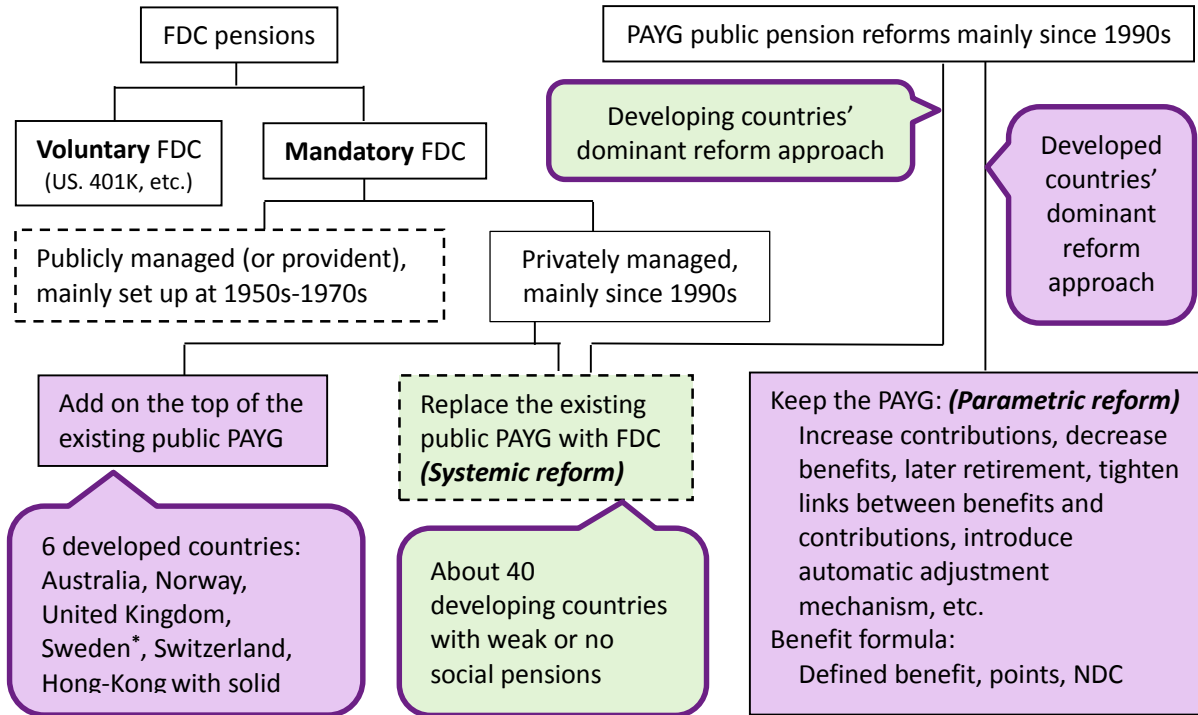 FDC pensions
PAYG public pension reforms mainly since 1990s
Developing countries’
dominant reform approach
Developed
countries’
dominant
reform
approach
Voluntary FDC
(US. 401K, etc.)
Mandatory FDC
Publicly managed (or provident),
mainly set up at 1950s-1970s
Privately managed,
mainly since 1990s
Add on the top of the
existing public PAYG
Replace the existing
public PAYG with FDC
(Systemic reform)
Keep the PAYG: (Parametric reform)
Increase contributions, decrease
benefits, later retirement, tighten
links between benefits and
contributions, introduce
automatic adjustment
mechanism, etc.
Benefit formula:
Defined benefit, points, NDC
6 developed countries:
Australia, Norway,
United Kingdom,
Sweden*, Switzerland,
Hong-Kong with solid
About 40
developing countries
with weak or no
social pensions